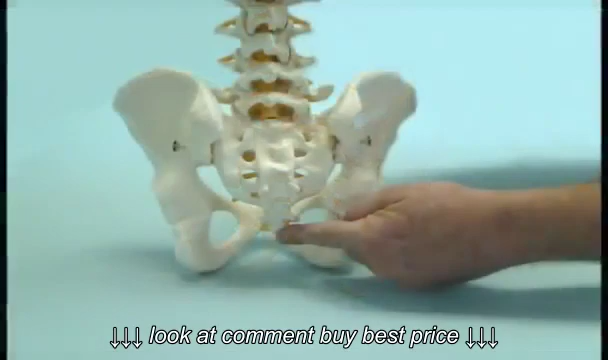 ↓↓↓ look at comment buy best price ↓↓↓